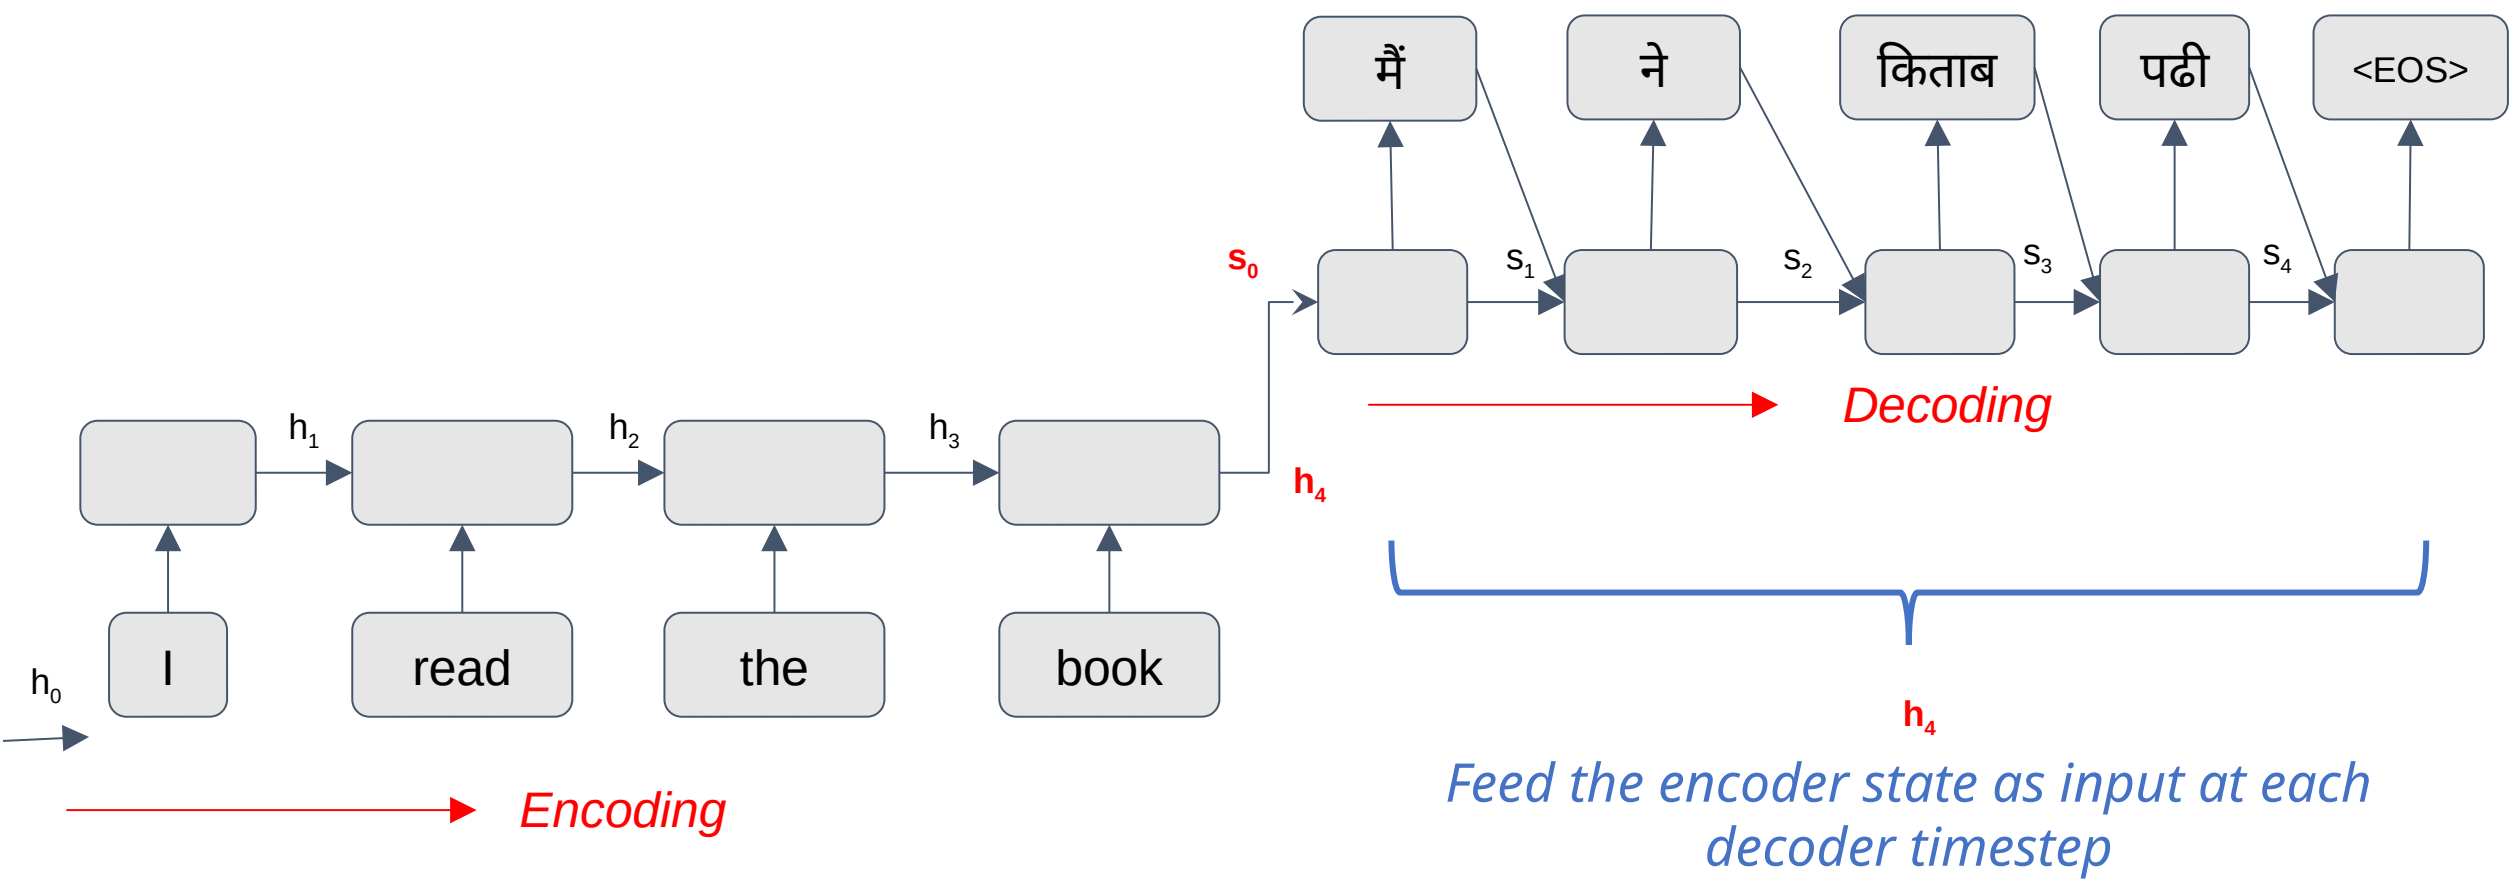 मैं ने किताब पढी <EOS>
s0 s1 s2 s3 s4
Decoding
h1 h2 h3
h4
I read the book
h0
h4
Feed the encoder state as input at each
decoder timestep
Encoding